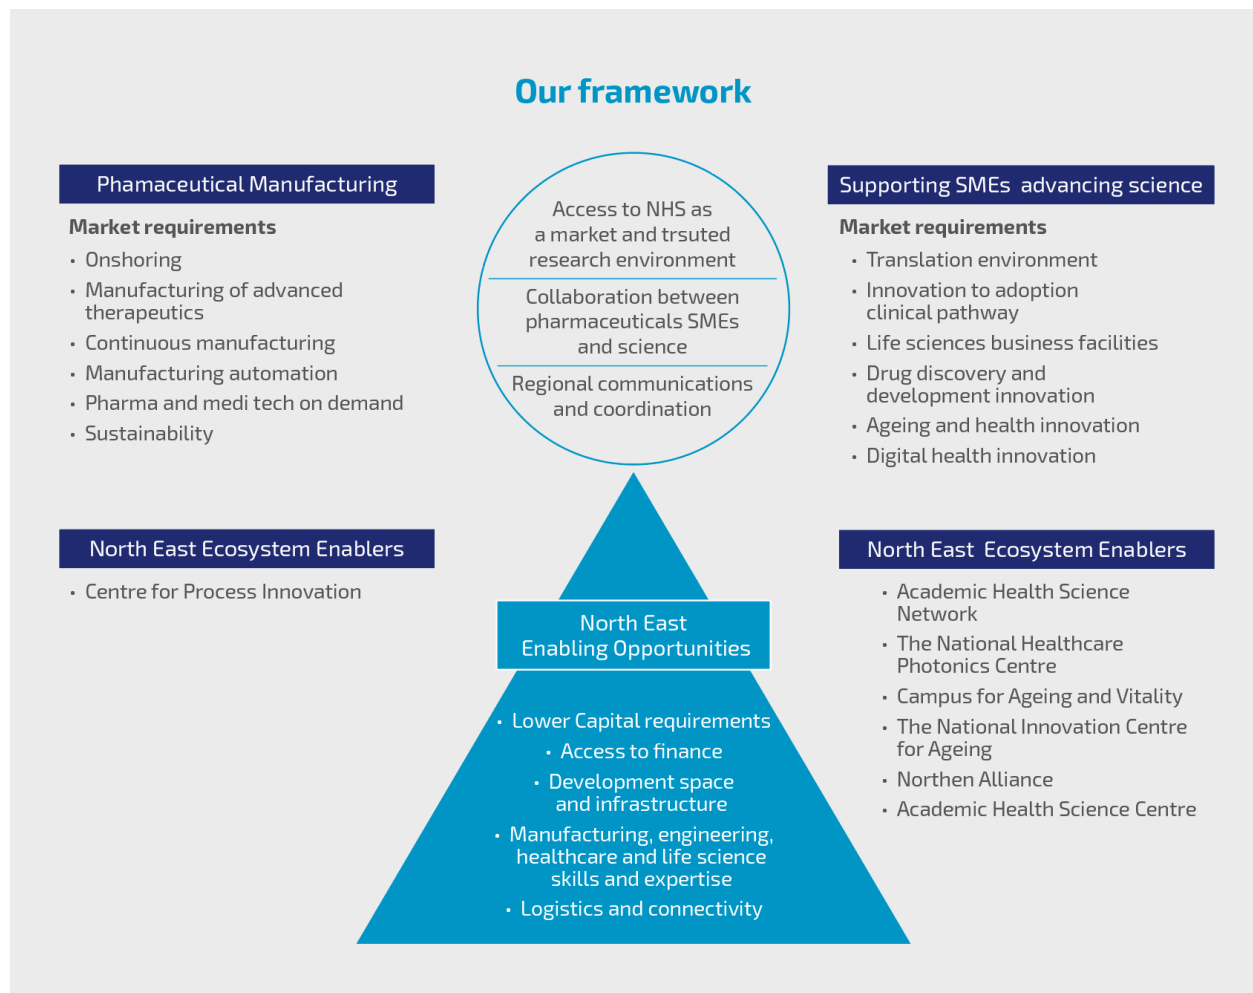 Our framework
Phamaceutical Manufacturing
Market requirements
• Onshoring
• Manufacturing of advanced
therapeutics
• Continuous manufacturing
• Manufacturing automation
• Pharma and medi tech on demand
• Sustainability
North East Ecosystem Enablers
• Centre for Process Innovation
Access to NHS as
a market and trsuted
research environment
Collaboration between
pharmaceuticals SMEs
and science
Regional communications
and coordination
North East
Enabling Opportunities
• Lower Capital requirements
• Access to finance
• Development space
and infrastructure
• Manufacturing, engineering,
healthcare and life science
skills and expertise
• Logistics and connectivity
Supporting SMEs advancing science
Market requirements
• Translation environment
• Innovation to adoption
clinical pathway
• Life sciences business facilities
• Drug discovery and
development innovation
• Ageing and health innovation
• Digital health innovation
North East Ecosystem Enablers
• Academic Health Science
Network
• The National Healthcare
Photonics Centre
• Campus for Ageing and Vitality
• The National Innovation Centre
for Ageing
• Northen Alliance
• Academic Health Science Centre